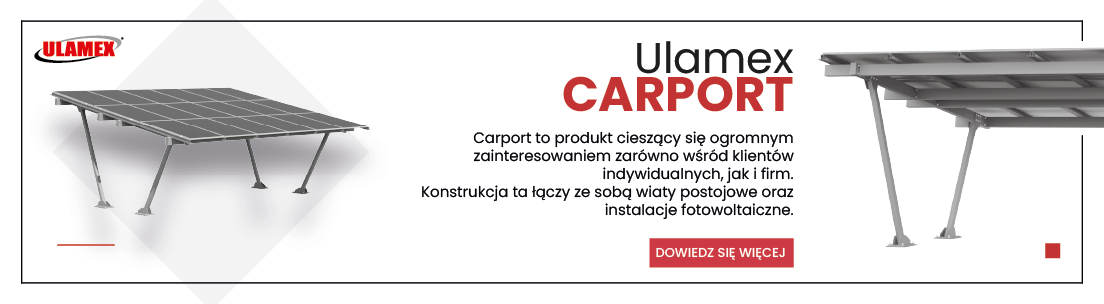 ULAMEX
Ulamex
CARPORT
Carport to produkt cieszący się ogromnym
zainteresowaniem zarówno wśród klientów
indywidualnych, jak i firm.
Konstrukcja ta łączy ze sobą wiaty postojowe oraz
instalacje fotowoltaiczne.
DOWIEDZ SIĘ WIĘCEJ